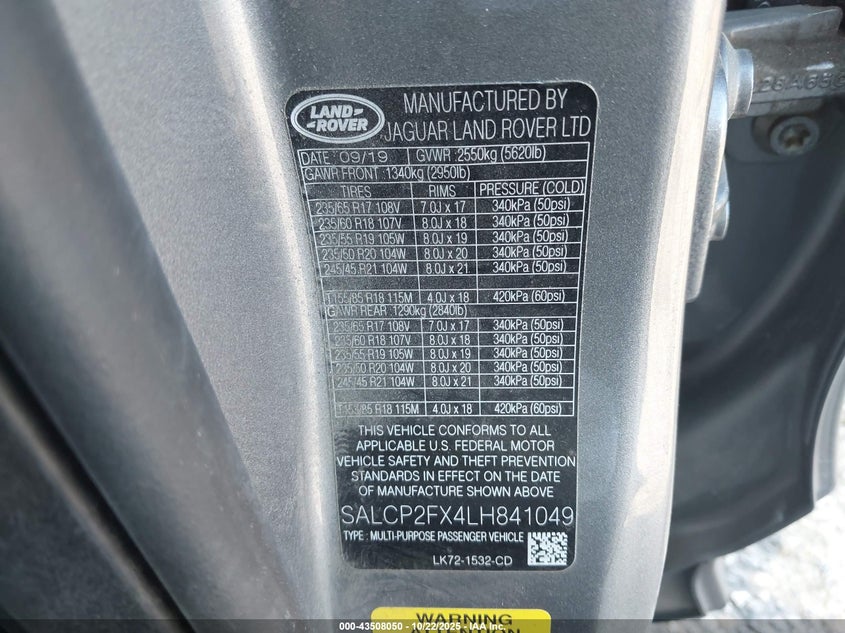 LAND-
-ROVER
MANUFACTURED BY
JAGUAR LAND ROVER LTD
DATE : 09/19 GVWR : 2550kg (5620lb)
GAWR FRONT : 1340kg (2950lb)
TIRES RIMS PRESSURE (COLD)
235/65 R17 108V 7.0J x 17 340kPa (50psi)
235/60 R18 107V 8.0J x 18 340kPa (50psi)
235/55 R19 105W 8.0J x 19 340kPa (50psi)
235/50 R20 104W 8.0J x 20 340kPa (50psi)
245/45 R21 104W 8.0J x 21 340kPa (50psi)
T155/85 R18 115M 4.0J x 18 420kPa (60psi)
GAWR REAR : 1290kg (2840lb)
235/65 R17 108V 7.0J x 17 340kPa (50psi)
235/60 R18 107V 8.0J x 18 340kPa (50psi)
235/55 R19 105W 8.0J x 19 340kPa (50psi)
235/50 R20 104W 8.0J x 20 340kPa (50psi)
245/45 R21 104W 8.0J x 21 340kPa (50psi)
T155/85 R18 115M 4.0J x 18 420kPa (60psi)
THIS VEHICLE CONFORMS TO ALL
APPLICABLE U.S. FEDERAL MOTOR
VEHICLE SAFETY AND THEFT PREVENTION
STANDARDS IN EFFECT ON THE DATE
OF MANUFACTURE SHOWN ABOVE
SALCP2FX4LH841049
TYPE : MULTI-PURPOSE PASSENGER VEHICLE
LK72-1532-CD
WARNING
ATTENTION
000-43508050 - 10/22/2025 - IAA Inc.